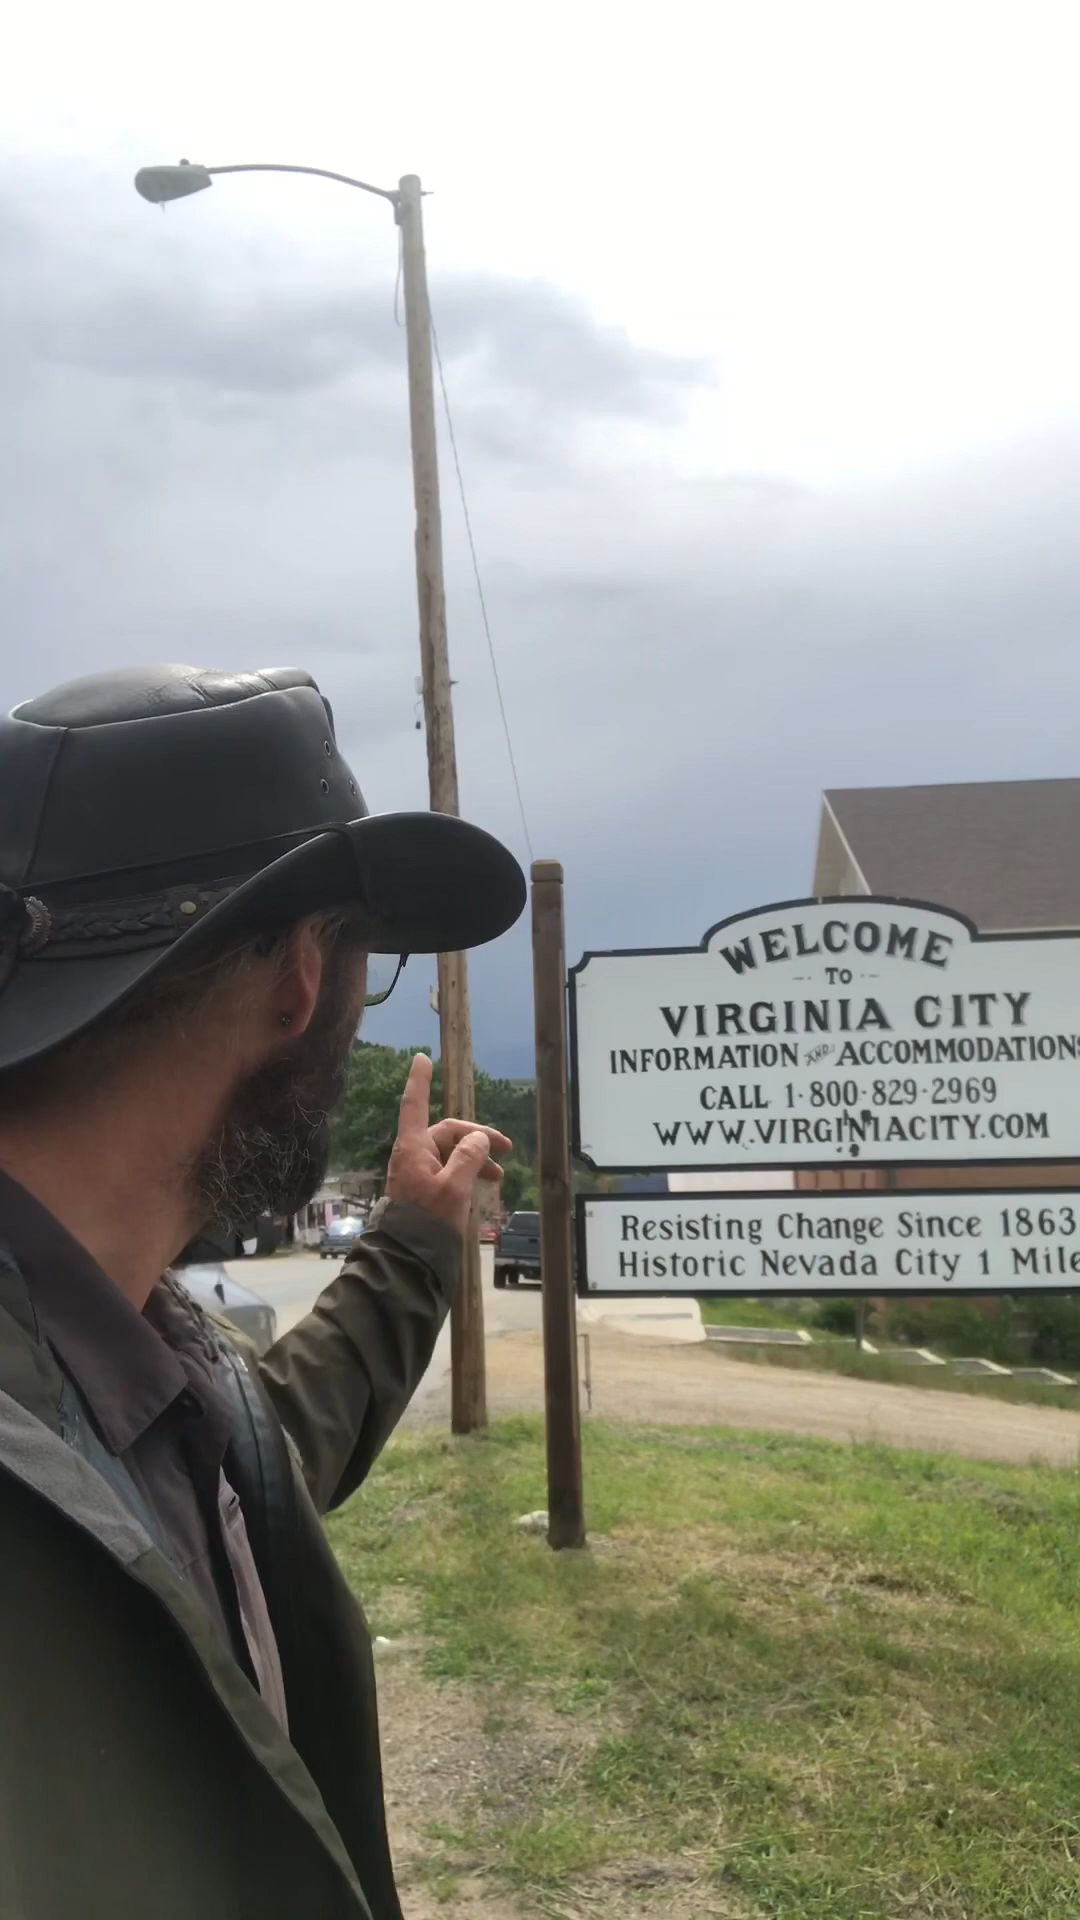 WELCOME
TO
VIRGINIA CITY
INFORMATION AND ACCOMMODATIONS
CALL 1·800·829·2969
WWW.VIRGINIACITY.COM
Resisting Change Since 1863
Historic Nevada City 1 Mile